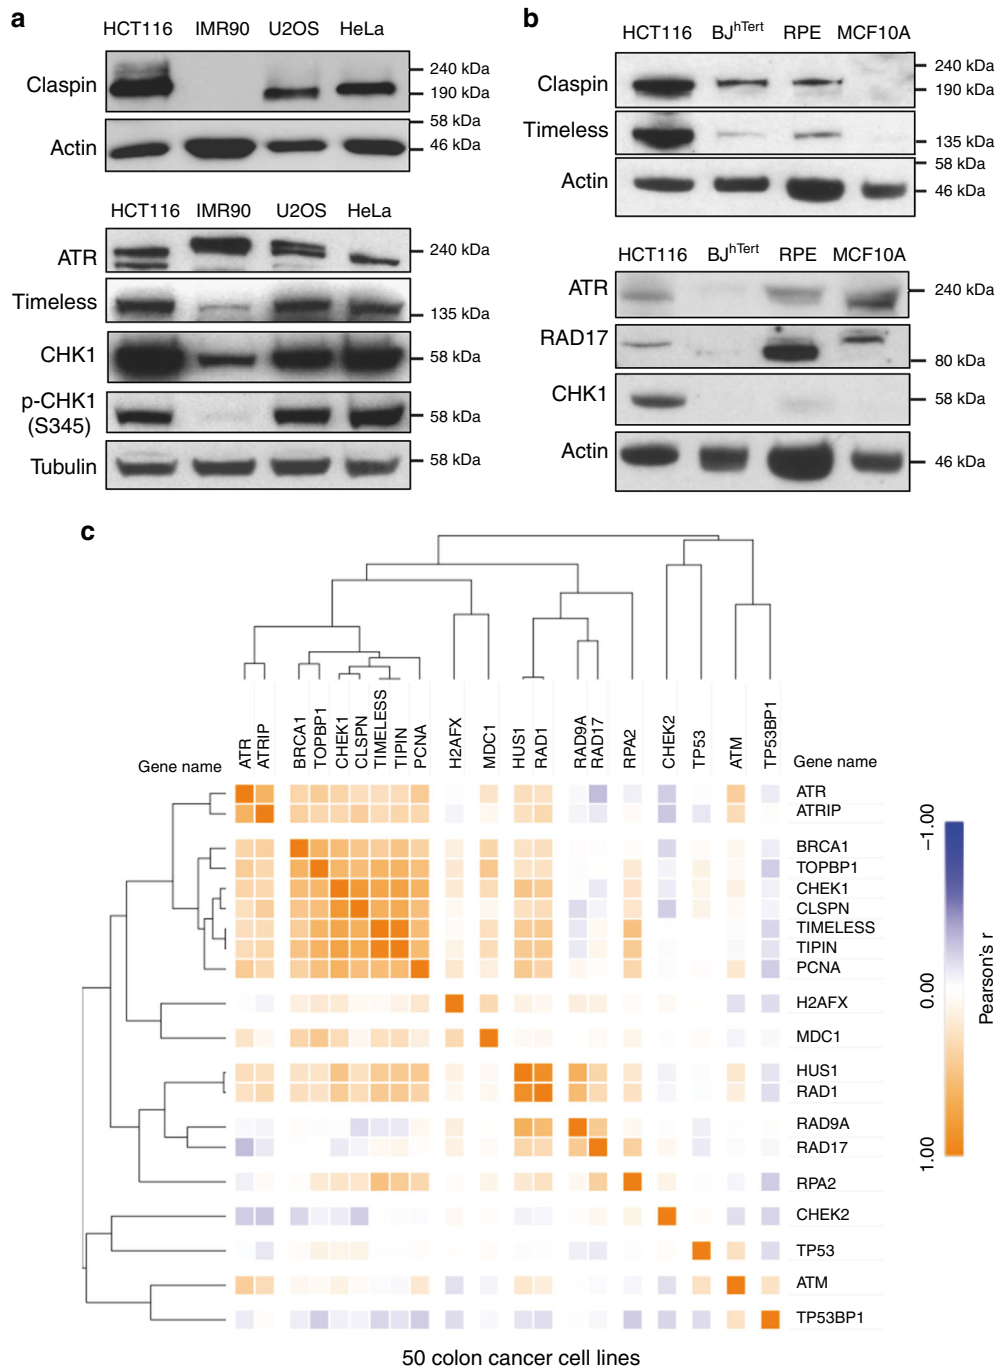 a
HCT116 IMR90 U2OS HeLa
Claspin
240 kDa
190 kDa
58 kDa
Actin
46 kDa
HCT116 IMR90 U2OS HeLa
ATR
240 kDa
Timeless
135 kDa
CHK1
58 kDa
p-CHK1
(S345)
58 kDa
Tubulin
58 kDa
b
HCT116 BJhTert RPE MCF10A
Claspin
240 kDa
190 kDa
Timeless
135 kDa
58 kDa
Actin
46 kDa
HCT116 BJhTert RPE MCF10A
ATR
240 kDa
RAD17
80 kDa
CHK1
58 kDa
Actin
46 kDa
c
Gene name
ATR
ATRIP
BRCA1
TOPBP1
CHEK1
CLSPN
TIMELESS
TIPIN
PCNA
H2AFX
MDC1
HUS1
RAD1
RAD9A
RAD17
RPA2
CHEK2
TP53
ATM
TP53BP1
Gene name
ATR
ATRIP
BRCA1
TOPBP1
CHEK1
CLSPN
TIMELESS
TIPIN
PCNA
H2AFX
MDC1
HUS1
RAD1
RAD9A
RAD17
RPA2
CHEK2
TP53
ATM
TP53BP1
−1.00
0.00
1.00
Pearson's r
50 colon cancer cell lines